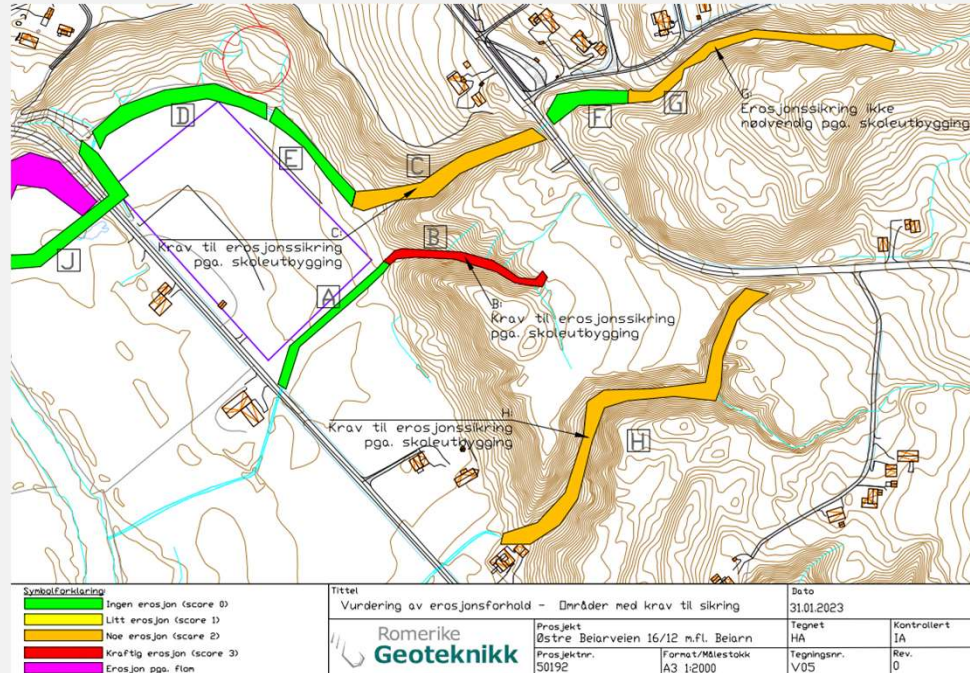 D
E
C
F
G
G:
Erosjonssikring ikke
nødvendig pga. skoleutbygging
C:
Krav til erosjonssikring
pga. skoleutbygging
B
J
A
B:
Krav til erosjonssikring
pga. skoleutbygging
H:
Krav til erosjonssikring
pga. skoleutbygging
H
Symbolforklaring:
Ingen erosjon (score 0)
Litt erosjon (score 1)
Noe erosjon (score 2)
Kraftig erosjon (score 3)
Erosjon pga. flom
Tittel
Vurdering av erosjonsforhold - Områder med krav til sikring
Dato
31.01.2023
Romerike
Geoteknikk
Prosjekt
Østre Beiarveien 16/12 m.fl. Beiarn
Tegnet
HA
Kontrollert
IA
Prosjektnr.
50192
Format/Målestokk
A3 1:2000
Tegningsnr.
V05
Rev.
0